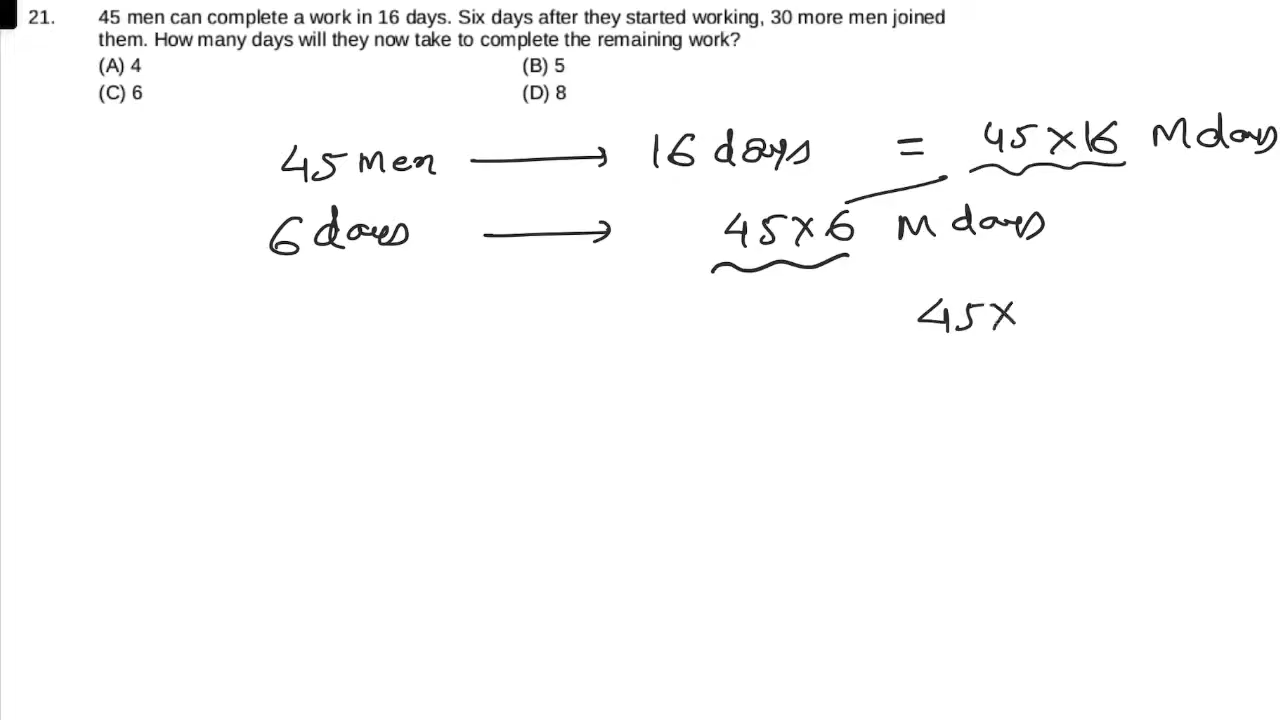 21. 45 men can complete a work in 16 days. Six days after they started working, 30 more men joined
them. How many days will they now take to complete the remaining work?
(A) 4 (B) 5
(C) 6 (D) 8
45 men → 16 days = 45×16 M days
6 days → 45×6 M days
45×